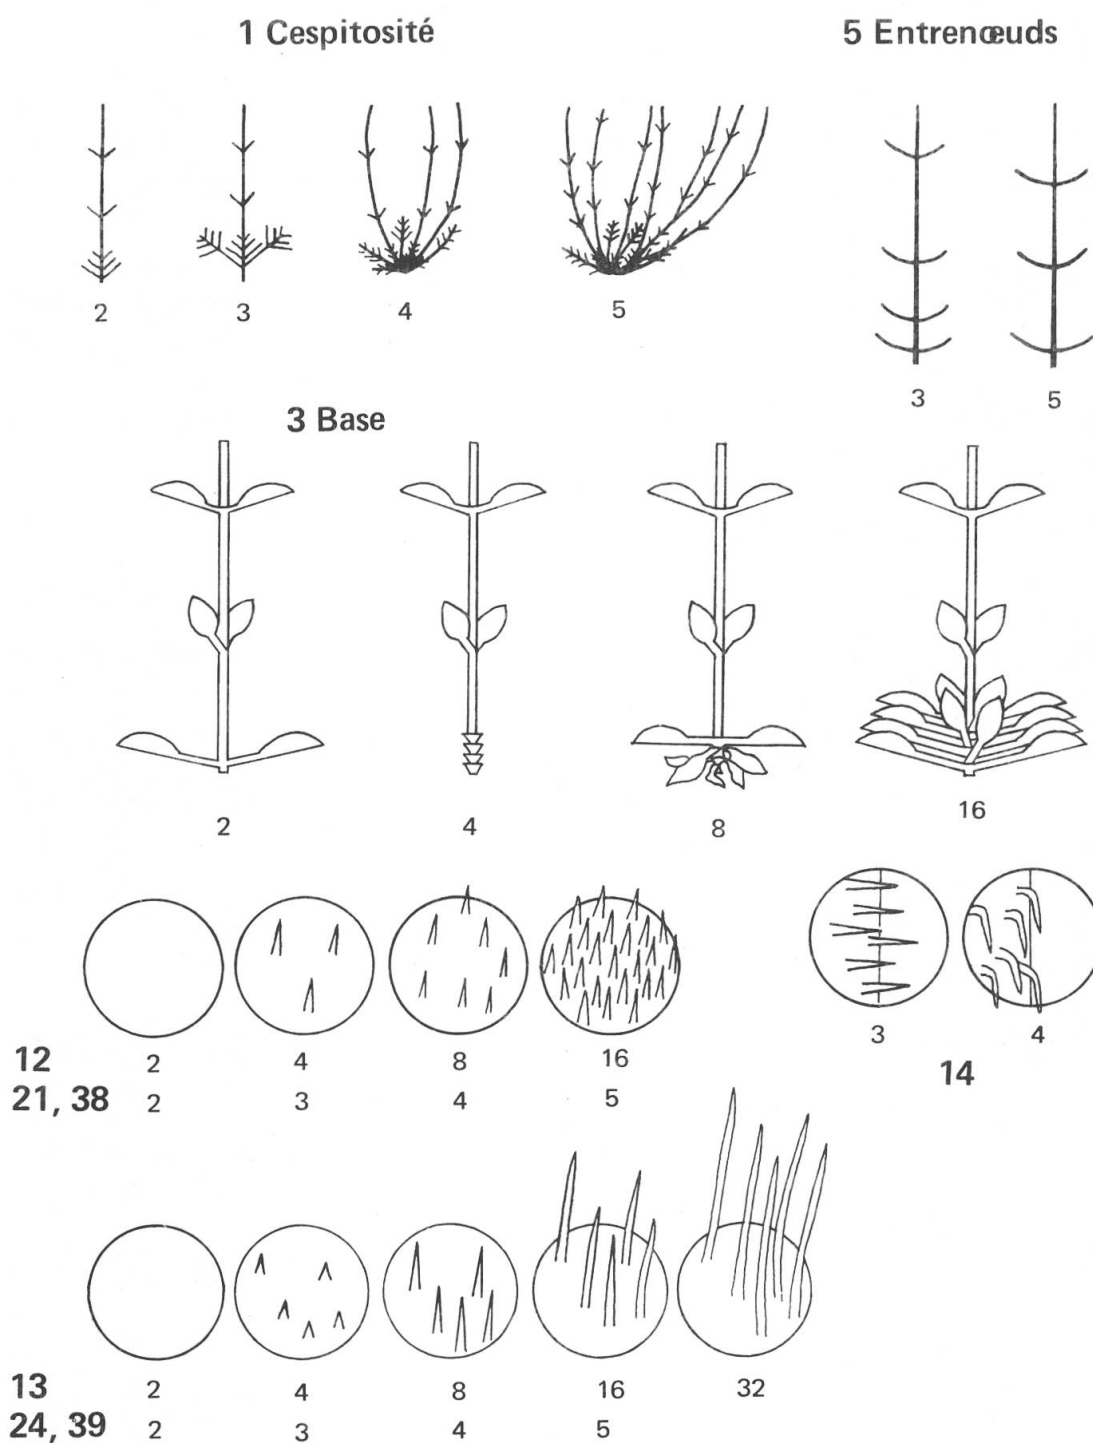 1 Cespitosité
5 Entrenœuds
2 3 4 5
3 5
3 Base
2 4 8 16
3 4
14
12 2 4 8 16
21, 38 2 3 4 5
13 2 4 8 16 32
24, 39 2 3 4 5